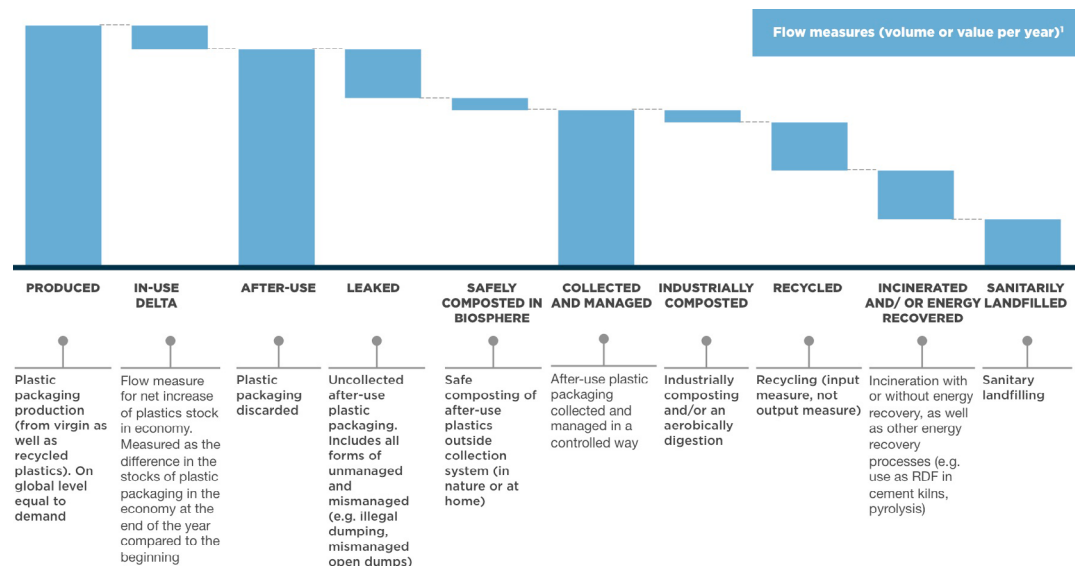 Flow measures (volume or value per year)¹
PRODUCED
IN-USE
DELTA
AFTER-USE
LEAKED
SAFELY
COMPOSTED IN
BIOSPHERE
COLLECTED
AND MANAGED
INDUSTRIALLY
COMPOSTED
RECYCLED
INCINERATED
AND/ OR ENERGY
RECOVERED
SANITARILY
LANDFILLED
Plastic
packaging
production
(from virgin as
well as
recycled
plastics). On
global level
equal to
demand
Flow measure
for net increase
of plastics stock
in economy.
Measured as the
difference in the
stocks of plastic
packaging in the
economy at the
end of the year
compared to the
beginning
Plastic
packaging
discarded
Uncollected
after-use
plastic
packaging.
Includes all
forms of
unmanaged
and
mismanaged
(e.g. illegal
dumping,
mismanaged
open dumps)
Safe
composting of
after-use
plastics
outside
collection
system (in
nature or at
home)
After-use plastic
packaging
collected and
managed in a
controlled way
Industrially
composting
and/or an
aerobically
digestion
Recycling (input
measure, not
output measure)
Incineration with
or without energy
recovery, as well
as other energy
recovery
processes (e.g.
use as RDF in
cement kilns,
pyrolysis)
Sanitary
landfilling